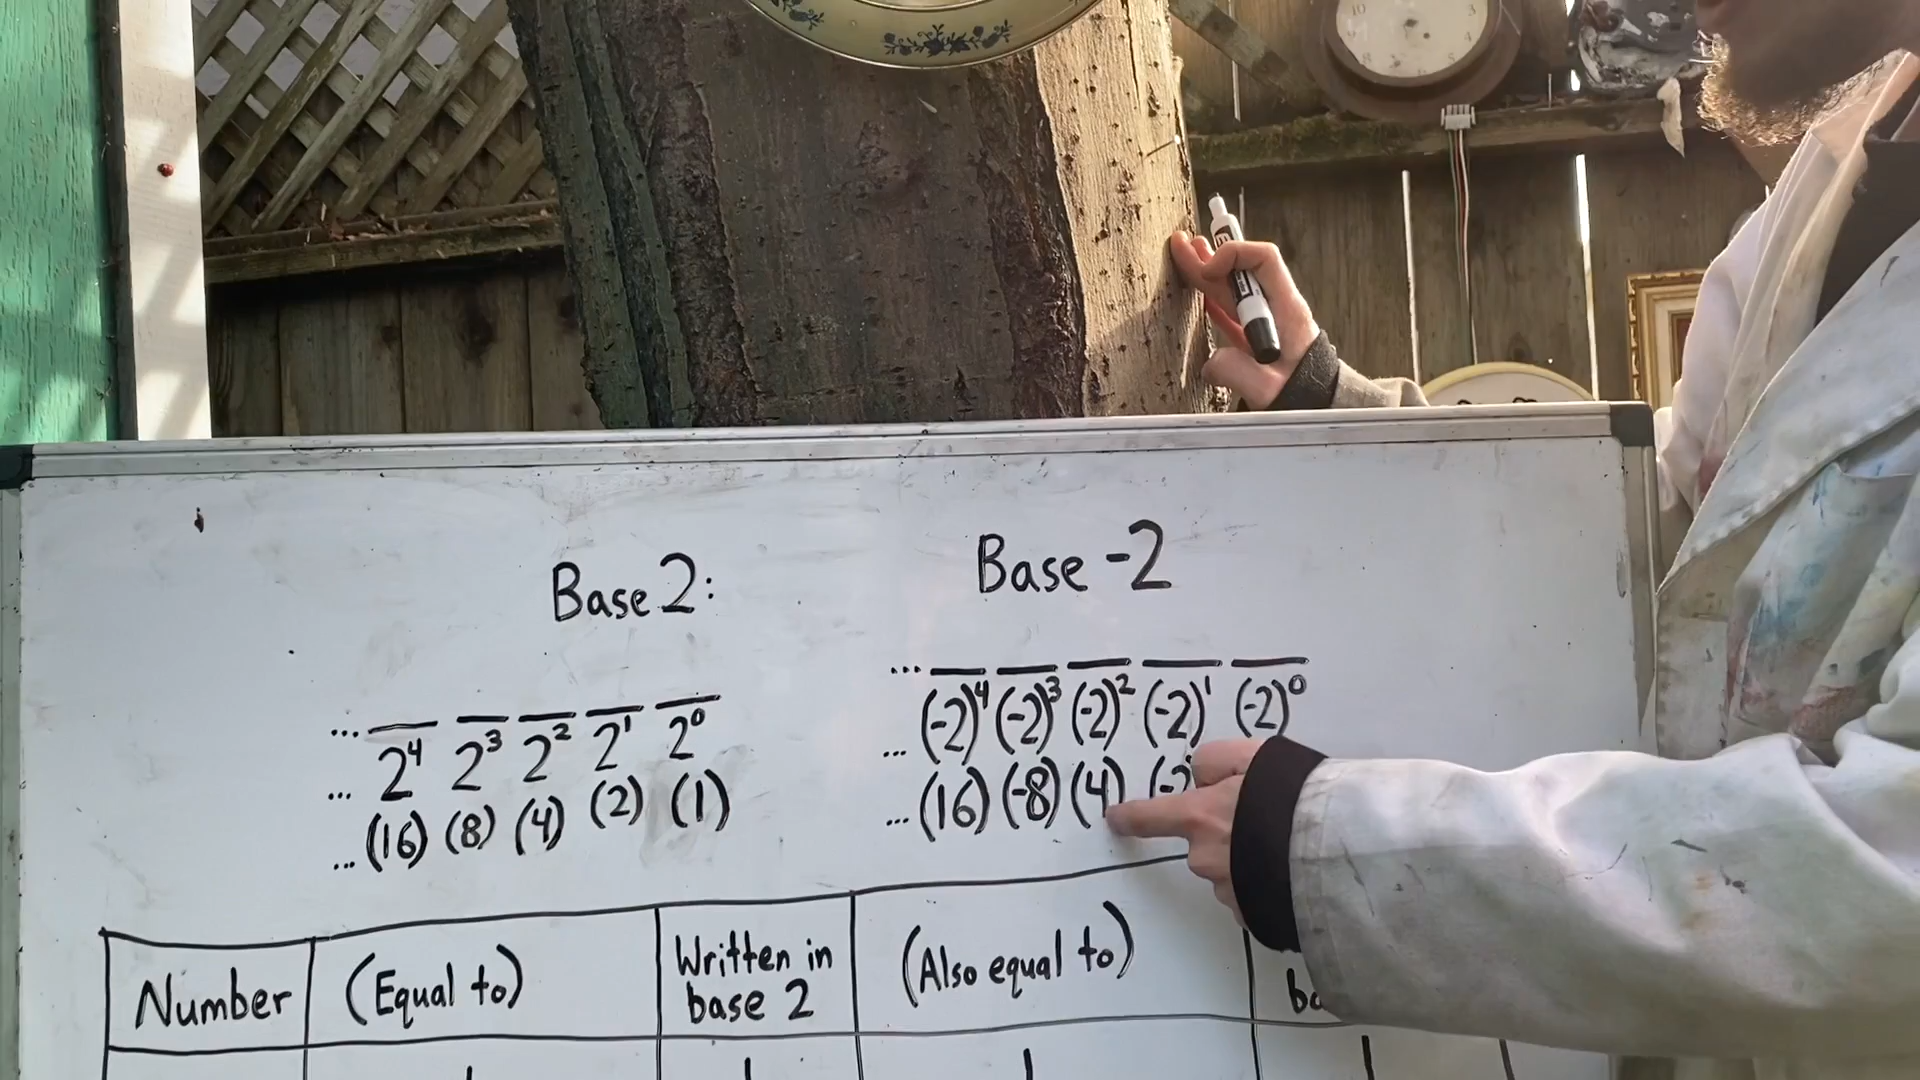 Base 2:
... 2⁴ 2³ 2² 2¹ 2⁰
... (16) (8) (4) (2) (1)
Base -2
... (-2)⁴ (-2)³ (-2)² (-2)¹ (-2)⁰
... (16) (-8) (4) (-2
Number
(Equal to)
Written in
base 2
(Also equal to)